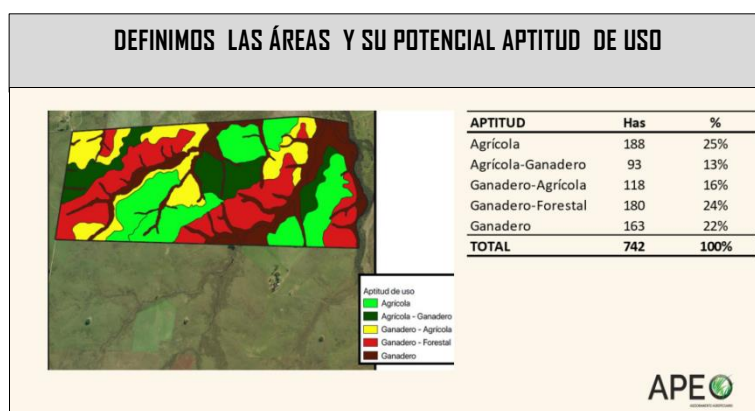 DEFINIMOS LAS ÁREAS Y SU POTENCIAL APTITUD DE USO
APTITUD Has %
Agrícola 188 25%
Agrícola-Ganadero 93 13%
Ganadero-Agrícola 118 16%
Ganadero-Forestal 180 24%
Ganadero 163 22%
TOTAL 742 100%
Aptitud de uso
Agrícola
Agrícola - Ganadero
Ganadero - Agrícola
Ganadero - Forestal
Ganadero
APEO